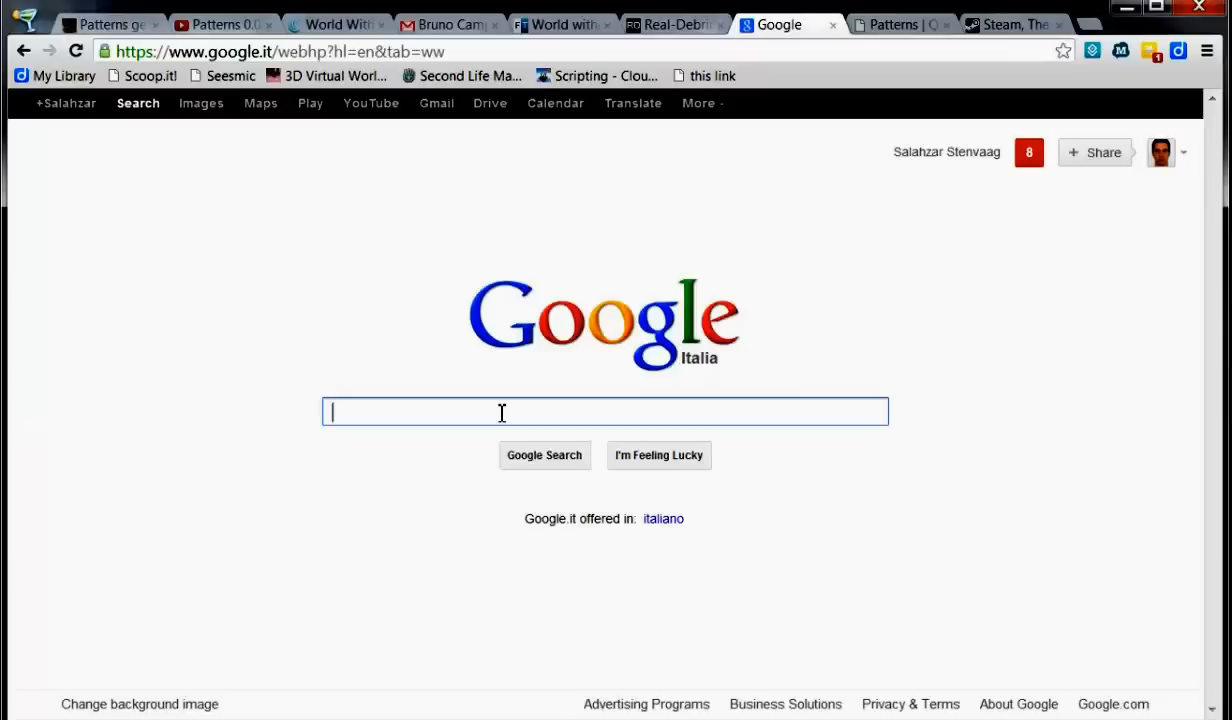 Patterns ge
Patterns 0.0
World With
Bruno Cam
World with
Real-Debri
Google
Patterns | Q
Steam, The
https://www.google.it/webhp?hl=en&tab=ww
My Library
Scoop.it!
Seesmic
3D Virtual Worl...
Second Life Ma...
Scripting - Clou...
this link
+Salahzar Search Images Maps Play YouTube Gmail Drive Calendar Translate More
Salahzar Stenvaag
8
+ Share
Google
Italia
Google Search
I'm Feeling Lucky
Google.it offered in: italiano
Change background image
Advertising Programs
Business Solutions
Privacy & Terms
About Google
Google.com